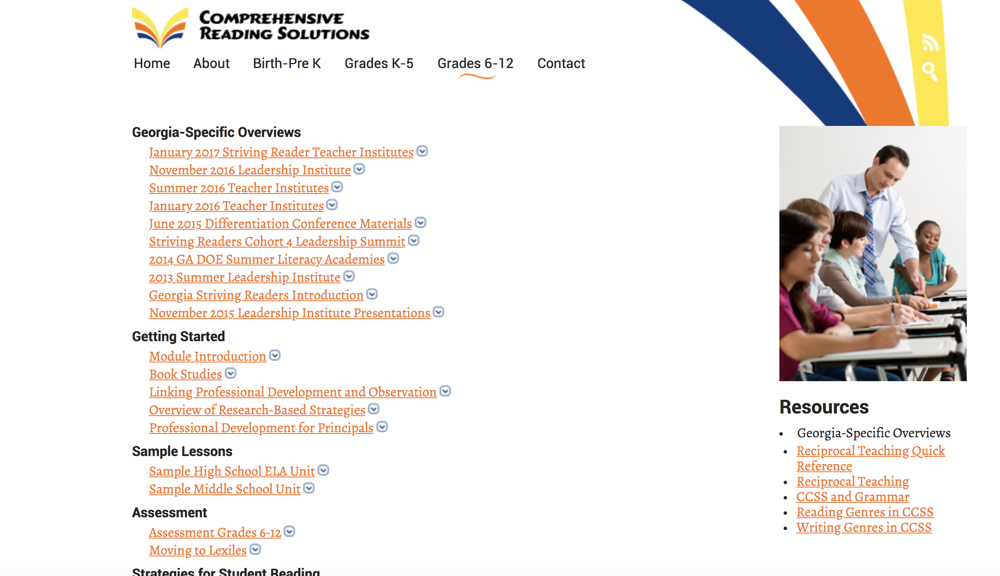 COMPREHENSIVE
READING SOLUTIONS
Home About Birth-Pre K Grades K-5 Grades 6-12 Contact
Georgia-Specific Overviews
January 2017 Striving Reader Teacher Institutes
November 2016 Leadership Institute
Summer 2016 Teacher Institutes
January 2016 Teacher Institutes
June 2015 Differentiation Conference Materials
Striving Readers Cohort 4 Leadership Summit
2014 GA DOE Summer Literacy Academies
2013 Summer Leadership Institute
Georgia Striving Readers Introduction
November 2015 Leadership Institute Presentations
Getting Started
Module Introduction
Book Studies
Linking Professional Development and Observation
Overview of Research-Based Strategies
Professional Development for Principals
Sample Lessons
Sample High School ELA Unit
Sample Middle School Unit
Assessment
Assessment Grades 6-12
Moving to Lexiles
Strategies for Student Reading
Resources
Georgia-Specific Overviews
Reciprocal Teaching Quick
Reference
Reciprocal Teaching
CCSS and Grammar
Reading Genres in CCSS
Writing Genres in CCSS